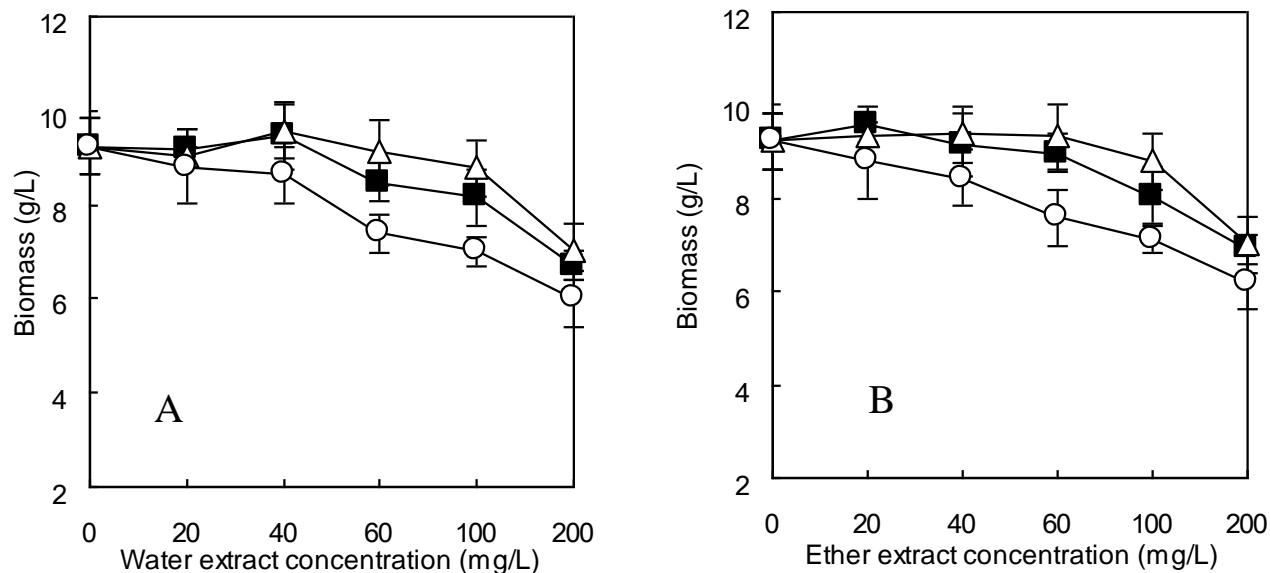 12
10
8
6
4
2
Biomass (g/L)
A
0 20 40 60 100 200
Water extract concentration (mg/L)
12
10
8
6
4
2
Biomass (g/L)
B
0 20 40 60 100 200
Ether extract concentration (mg/L)